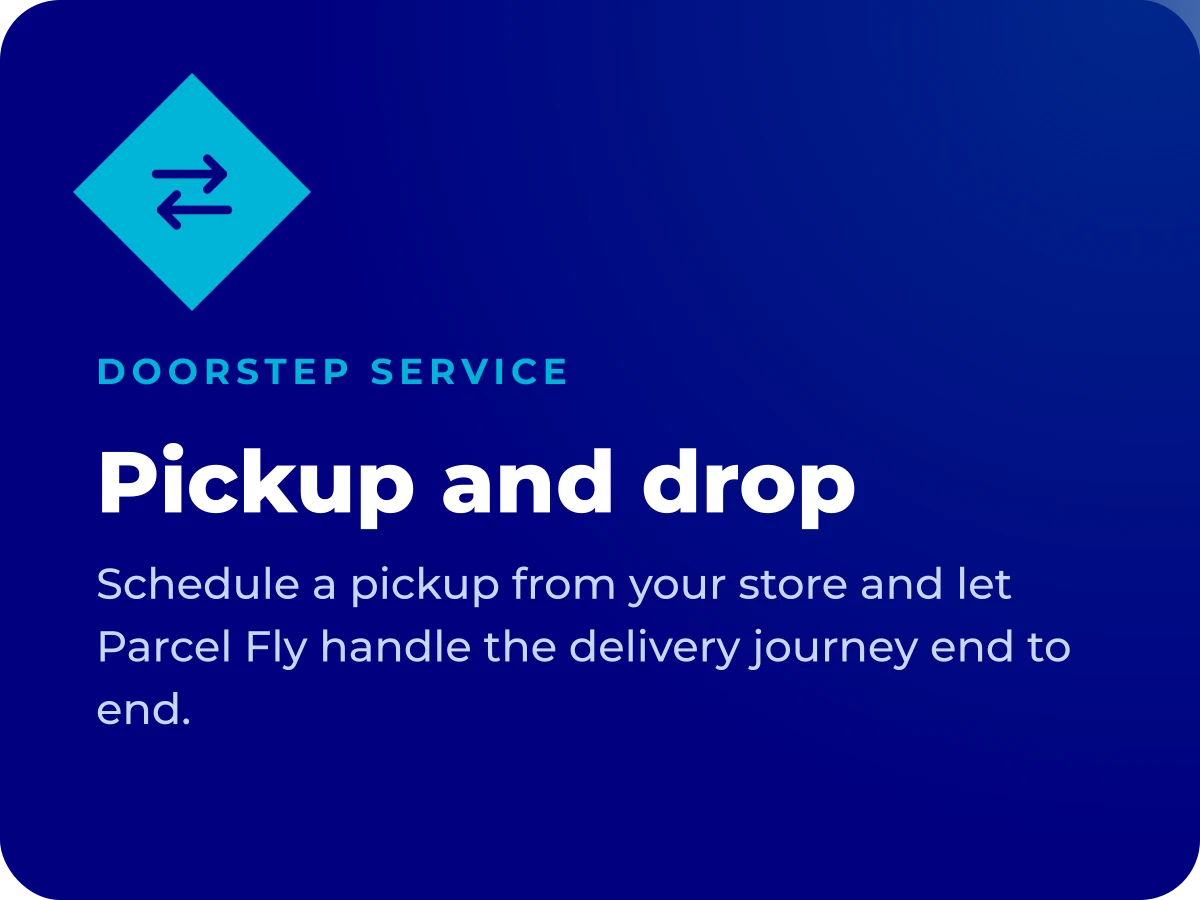 DOORSTEP SERVICE
Pickup and drop
Schedule a pickup from your store and let
Parcel Fly handle the delivery journey end to
end.